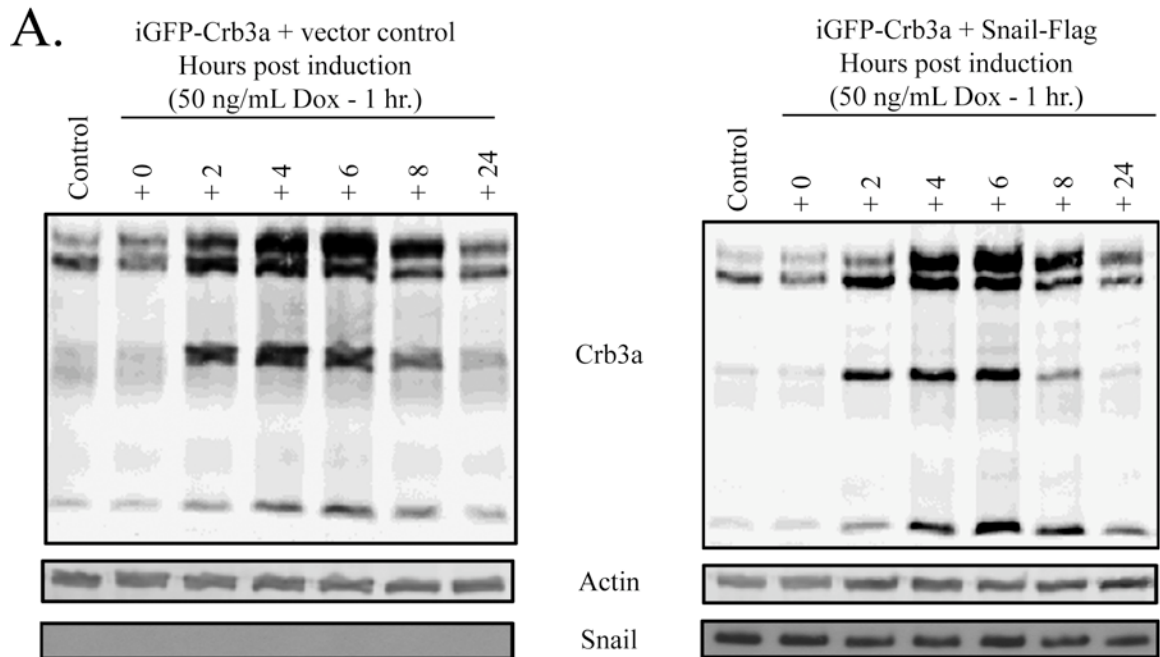 A.
iGFP-Crb3a + vector control
Hours post induction
(50 ng/mL Dox - 1 hr.)
Control
+ 0
+ 2
+ 4
+ 6
+ 8
+ 24
iGFP-Crb3a + Snail-Flag
Hours post induction
(50 ng/mL Dox - 1 hr.)
Control
+ 0
+ 2
+ 4
+ 6
+ 8
+ 24
Crb3a
Actin
Snail